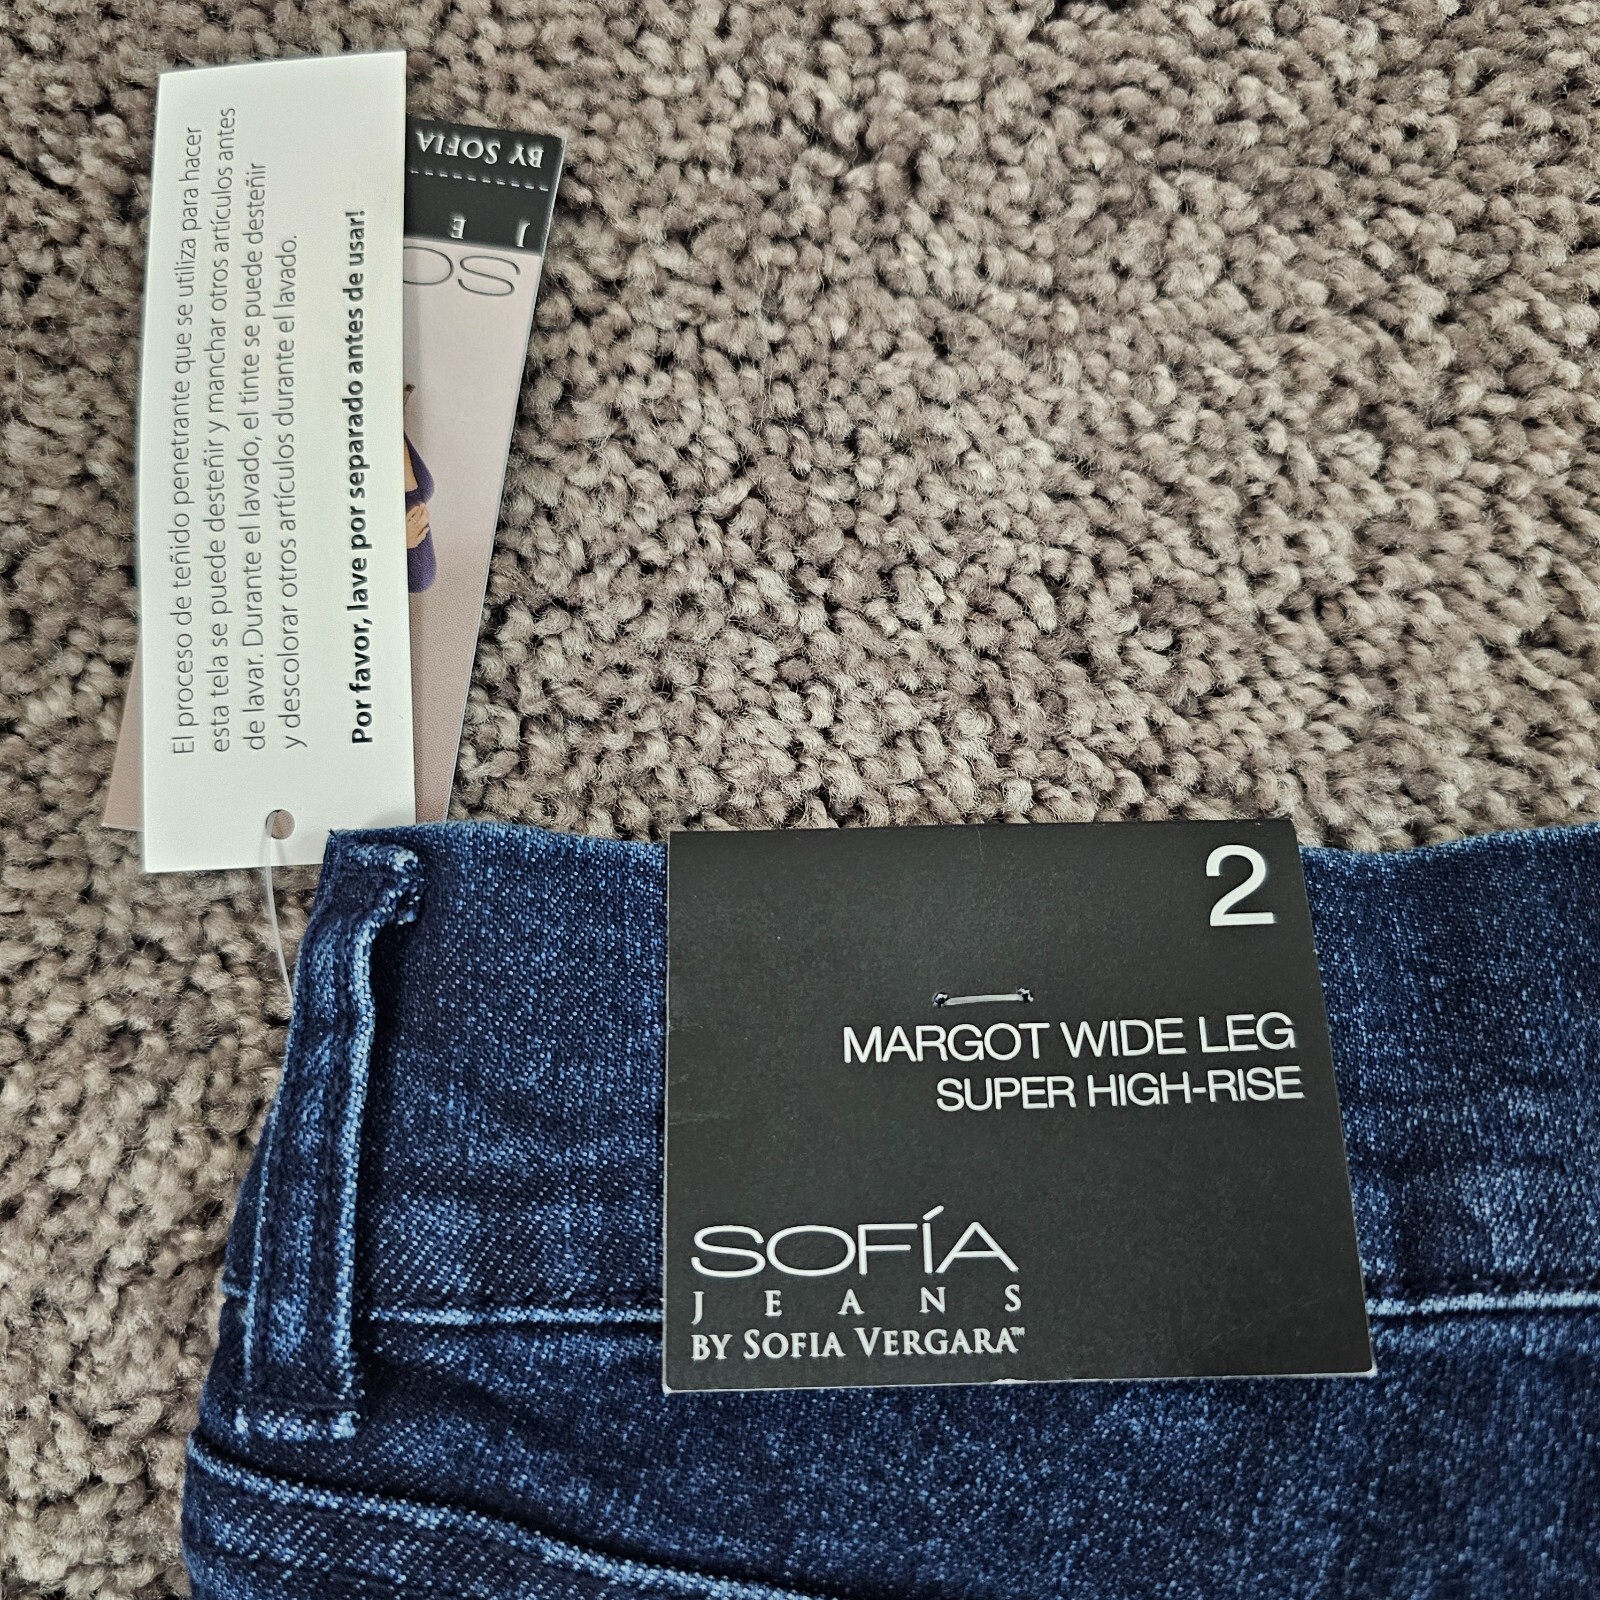 El proceso de teñido penetrante que se utiliza para hacer
esta tela se puede desteñir y manchar otros artículos antes
de lavar. Durante el lavado, el tinte se puede desteñir
y descolorar otros artículos durante el lavado.
Por favor, lave por separado antes de usar!
SO
J E
BY SOFIA
2
MARGOT WIDE LEG
SUPER HIGH-RISE
SOFÍA
JEANS
BY SOFIA VERGARA™